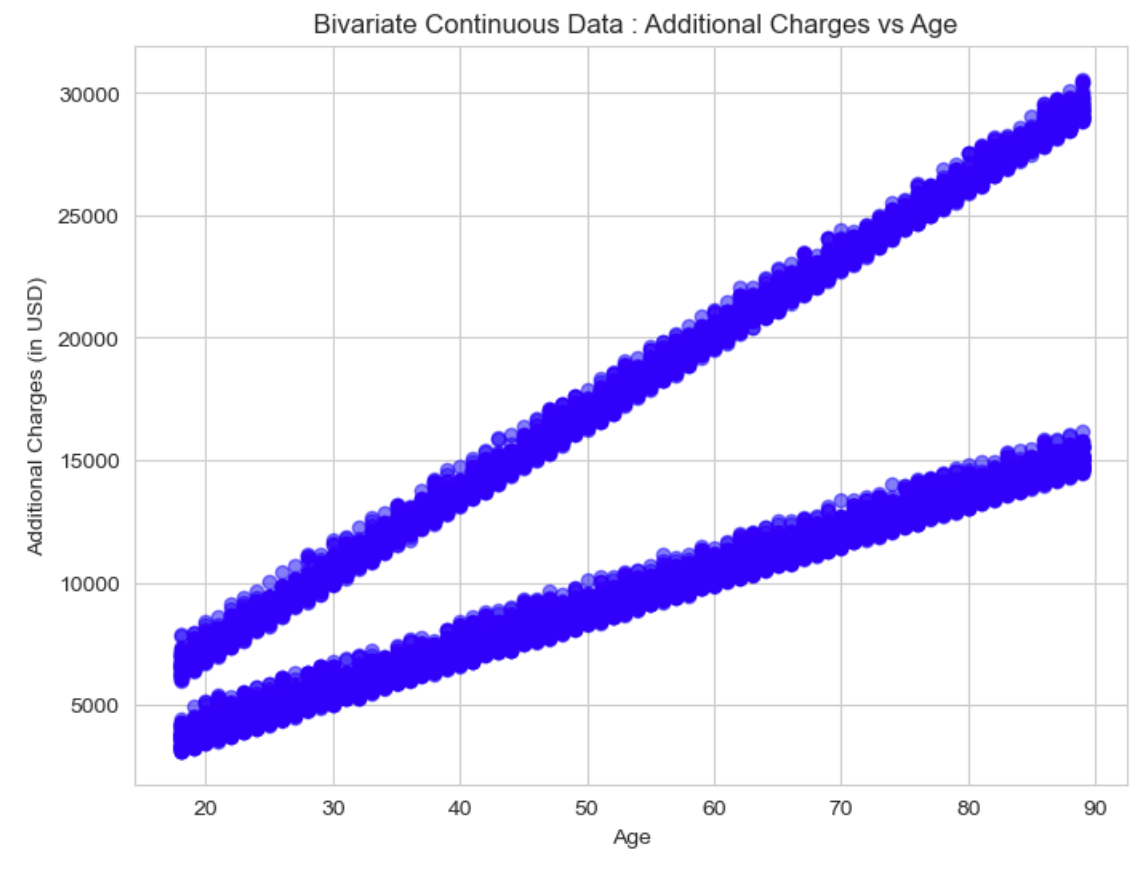 Bivariate Continuous Data : Additional Charges vs Age
30000
25000
20000
15000
10000
5000
Additional Charges (in USD)
20 30 40 50 60 70 80 90
Age